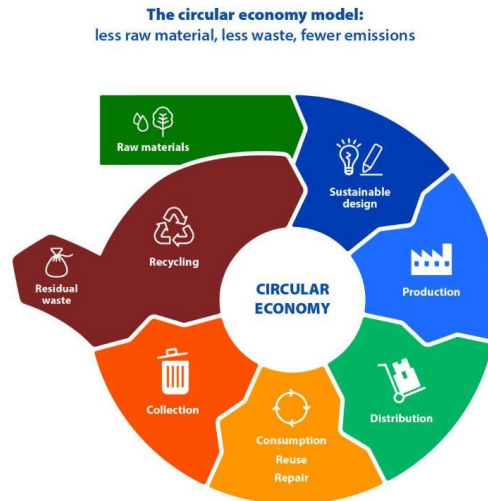 The circular economy model:
less raw material, less waste, fewer emissions
Raw materials
Sustainable
design
Production
Distribution
Consumption
Reuse
Repair
Collection
Recycling
Residual
waste
CIRCULAR
ECONOMY